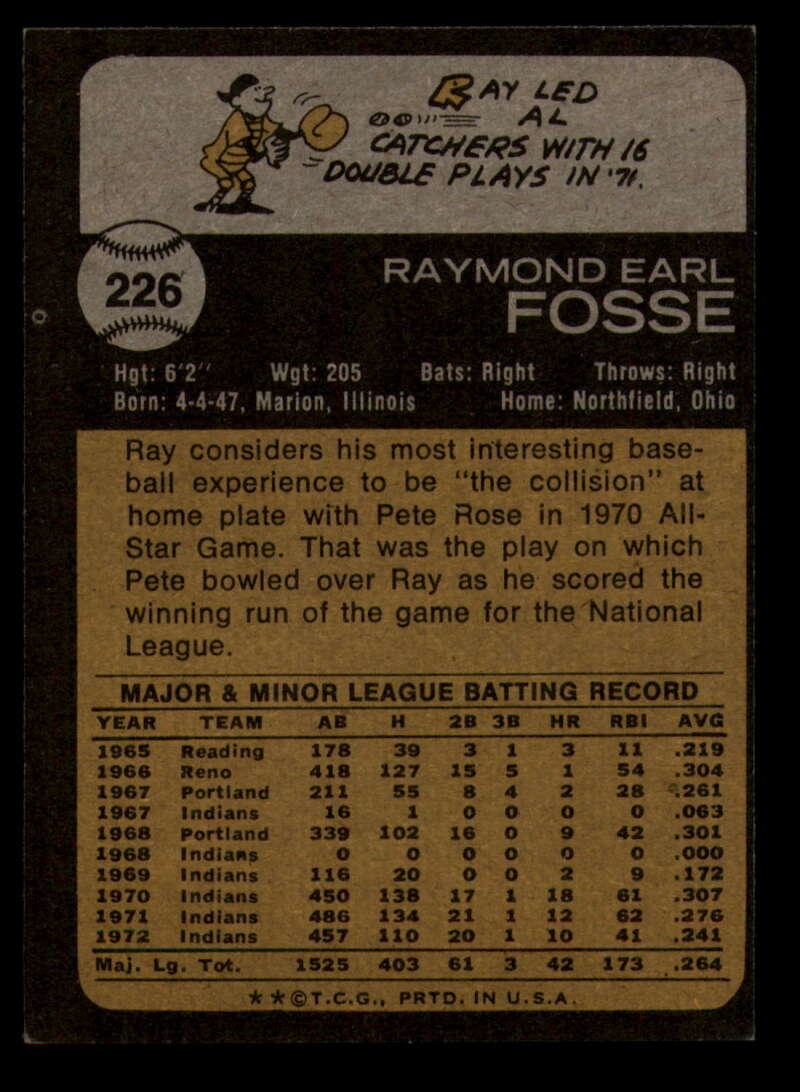 RAY LED
AL
CATCHERS WITH 16
DOUBLE PLAYS IN '71.
226
RAYMOND EARL
FOSSE
Hgt: 6'2" Wgt: 205 Bats: Right Throws: Right
Born: 4-4-47, Marion, Illinois Home: Northfield, Ohio
Ray considers his most interesting base-
ball experience to be "the collision" at
home plate with Pete Rose in 1970 All-
Star Game. That was the play on which
Pete bowled over Ray as he scored the
winning run of the game for the National
League.
MAJOR & MINOR LEAGUE BATTING RECORD
YEAR TEAM AB H 2B 3B HR RBI AVG
1965 Reading 178 39 3 1 3 11 .219
1966 Reno 418 127 15 5 1 54 .304
1967 Portland 211 55 8 4 2 28 .261
1967 Indians 16 1 0 0 0 0 .063
1968 Portland 339 102 16 0 9 42 .301
1968 Indians 0 0 0 0 0 0 .000
1969 Indians 116 20 0 0 2 9 .172
1970 Indians 450 138 17 1 18 61 .307
1971 Indians 486 134 21 1 12 62 .276
1972 Indians 457 110 20 1 10 41 .241
Maj. Lg. Tot. 1525 403 61 3 42 173 .264
★★©T.C.G., PRTD. IN U.S.A.